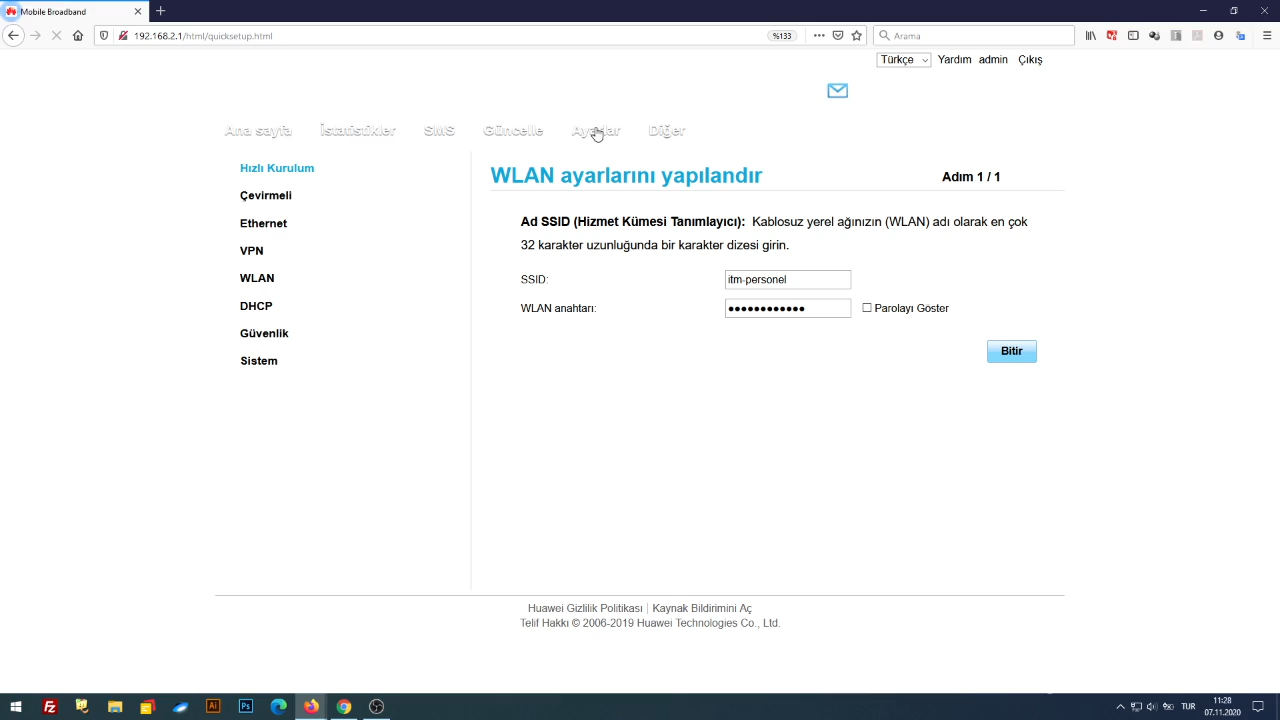 Mobile Broadband
192.168.2.1/html/quicksetup.html
%133
Arama
Türkçe
Yardım
admin
Çıkış
Ana sayfa
İstatistikler
SMS
Güncelle
Ayarlar
Diğer
Hızlı Kurulum
Çevirmeli
Ethernet
VPN
WLAN
DHCP
Güvenlik
Sistem
WLAN ayarlarını yapılandır
Adım 1 / 1
Ad SSID (Hizmet Kümesi Tanımlayıcı): Kablosuz yerel ağınızın (WLAN) adı olarak en çok
32 karakter uzunluğunda bir karakter dizesi girin.
SSID:
itm-personel
WLAN anahtarı:
●●●●●●●●●●●●
Parolayı Göster
Bitir
Huawei Gizlilik Politikası | Kaynak Bildirimini Aç
Telif Hakkı © 2006-2019 Huawei Technologies Co., Ltd.
Fz
Ai
Ps
TUR
11:28
07.11.2020